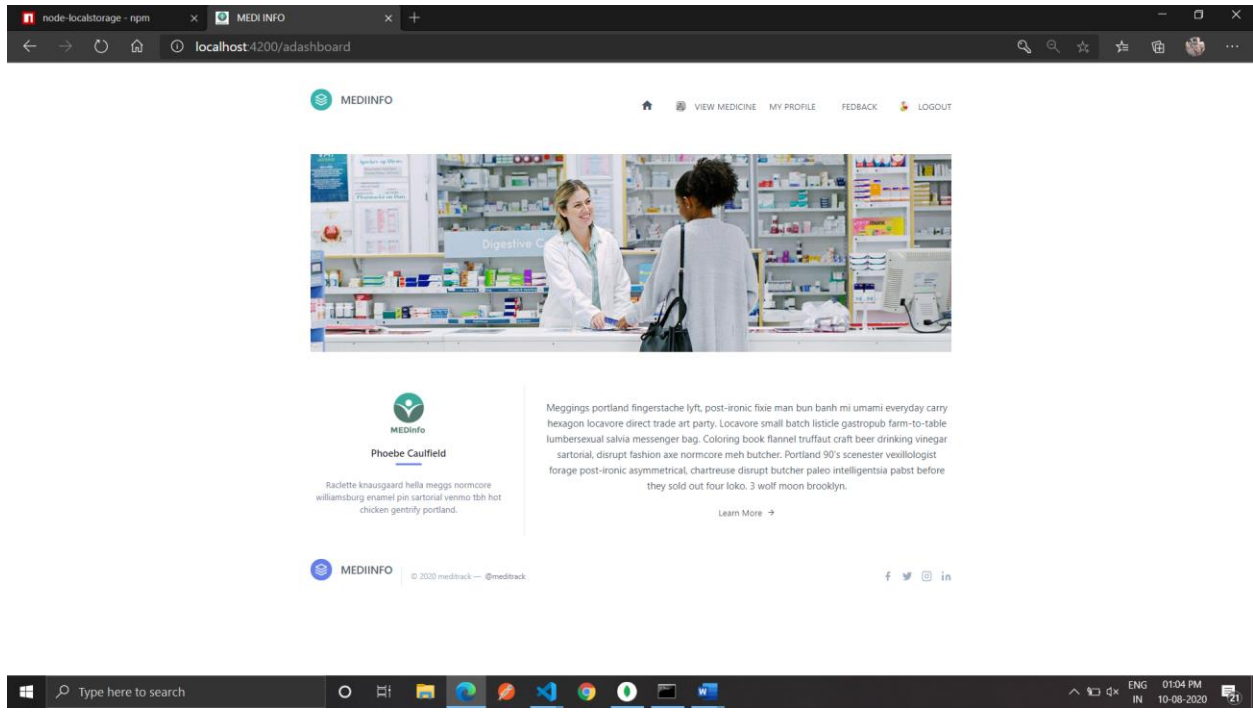 node-localstorage - npm
MEDI INFO
localhost:4200/adashboard
MEDIINFO
VIEW MEDICINE
MY PROFILE
FEDBACK
LOGOUT
Digestive C
MEDinfo
Phoebe Caulfield
Raclette knausgaard hella meggs normcore
williamsburg enamel pin sartorial venmo tbh hot
chicken gentrify portland.
Meggings portland fingerstache lyft, post-ironic fixie man bun banh mi umami everyday carry
hexagon locavore direct trade art party. Locavore small batch listicle gastropub farm-to-table
lumbersexual salvia messenger bag. Coloring book flannel truffaut craft beer drinking vinegar
sartorial, disrupt fashion axe normcore meh butcher. Portland 90's scenester vexillologist
forage post-ironic asymmetrical, chartreuse disrupt butcher paleo intelligentsia pabst before
they sold out four loko. 3 wolf moon brooklyn.
Learn More →
MEDIINFO
© 2020 meditrack — @meditrack
Type here to search
ENG
IN
01:04 PM
10-08-2020
21